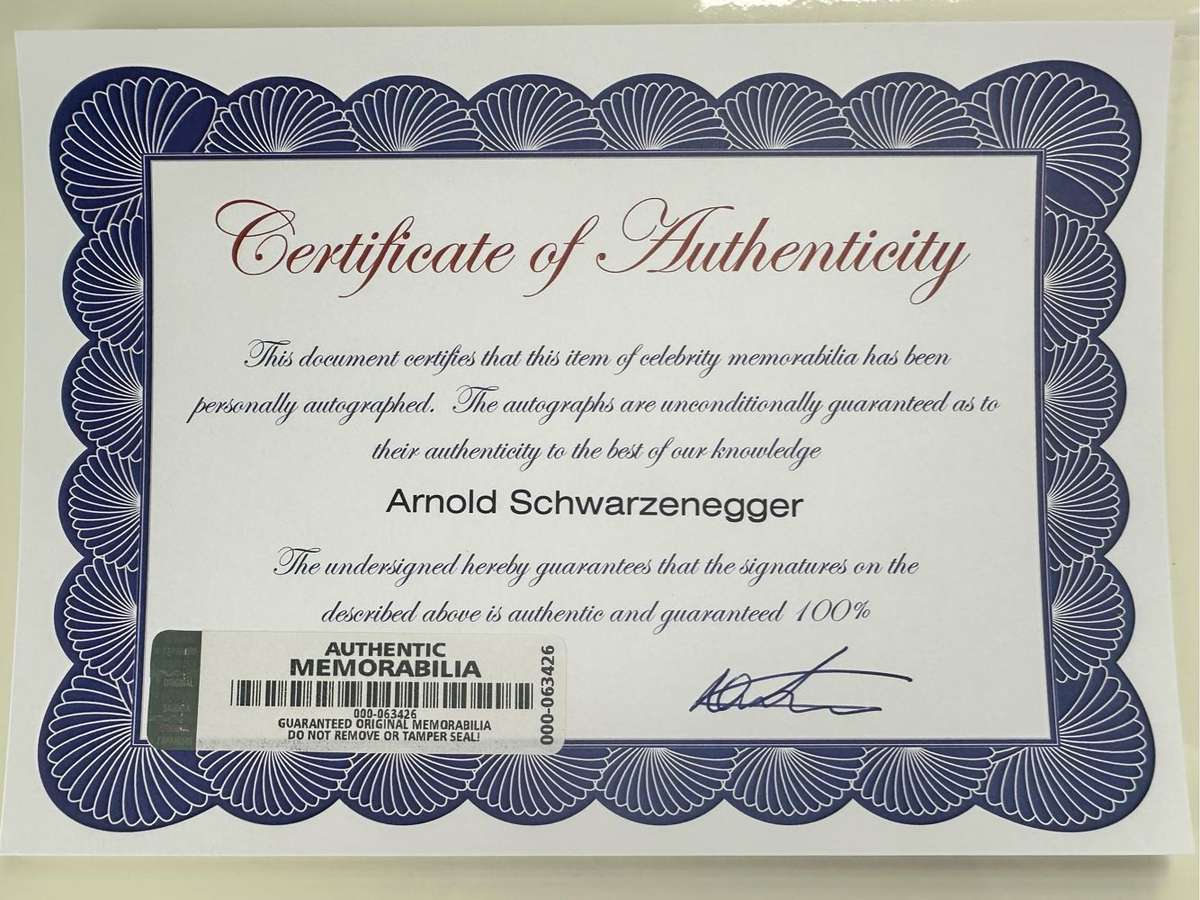 Certificate of Authenticity
This document certifies that this item of celebrity memorabilia has been
personally autographed. The autographs are unconditionally guaranteed as to
their authenticity to the best of our knowledge
Arnold Schwarzenegger
The undersigned hereby guarantees that the signatures on the
described above is authentic and guaranteed 100%
AUTHENTIC
MEMORABILIA
000-063426
GUARANTEED ORIGINAL MEMORABILIA
DO NOT REMOVE OR TAMPER SEAL!
000-063426